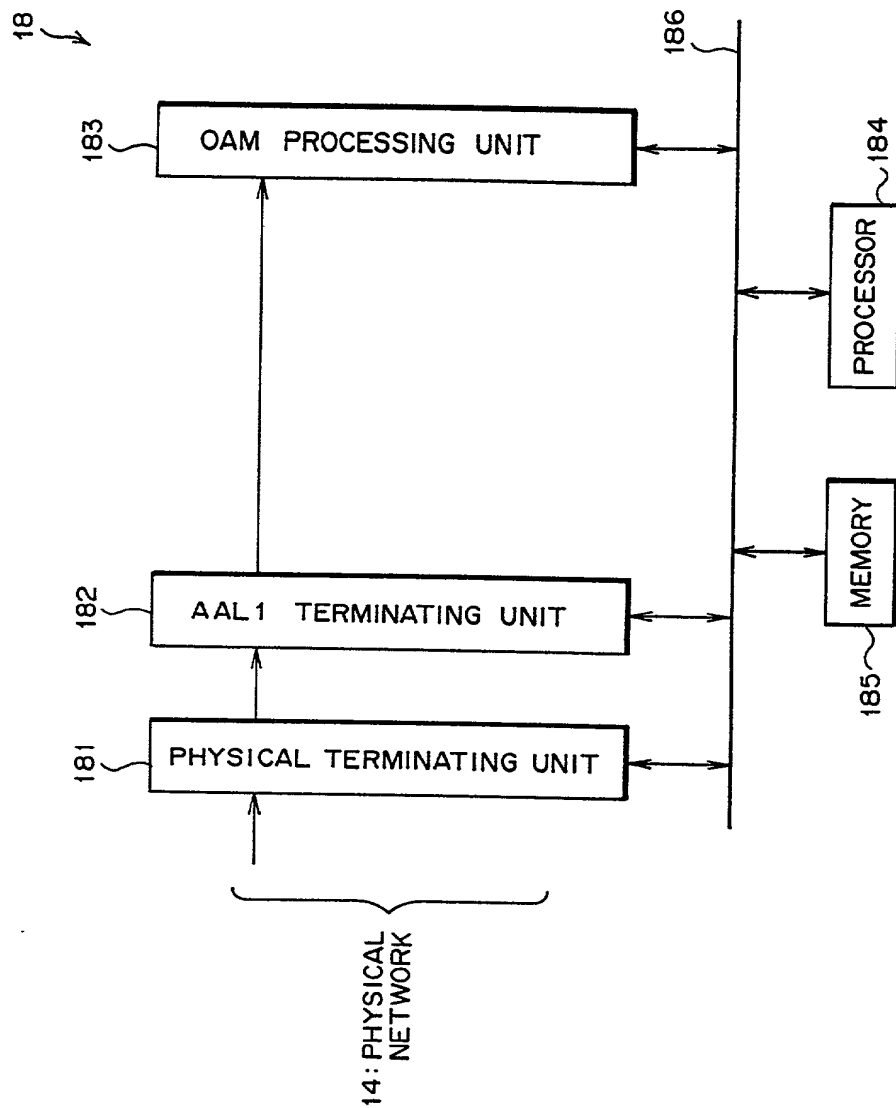 18
183
OAM PROCESSING UNIT
186
184
PROCESSOR
182
AAL1 TERMINATING UNIT
MEMORY
185
181
PHYSICAL TERMINATING UNIT
14: PHYSICAL
NETWORK